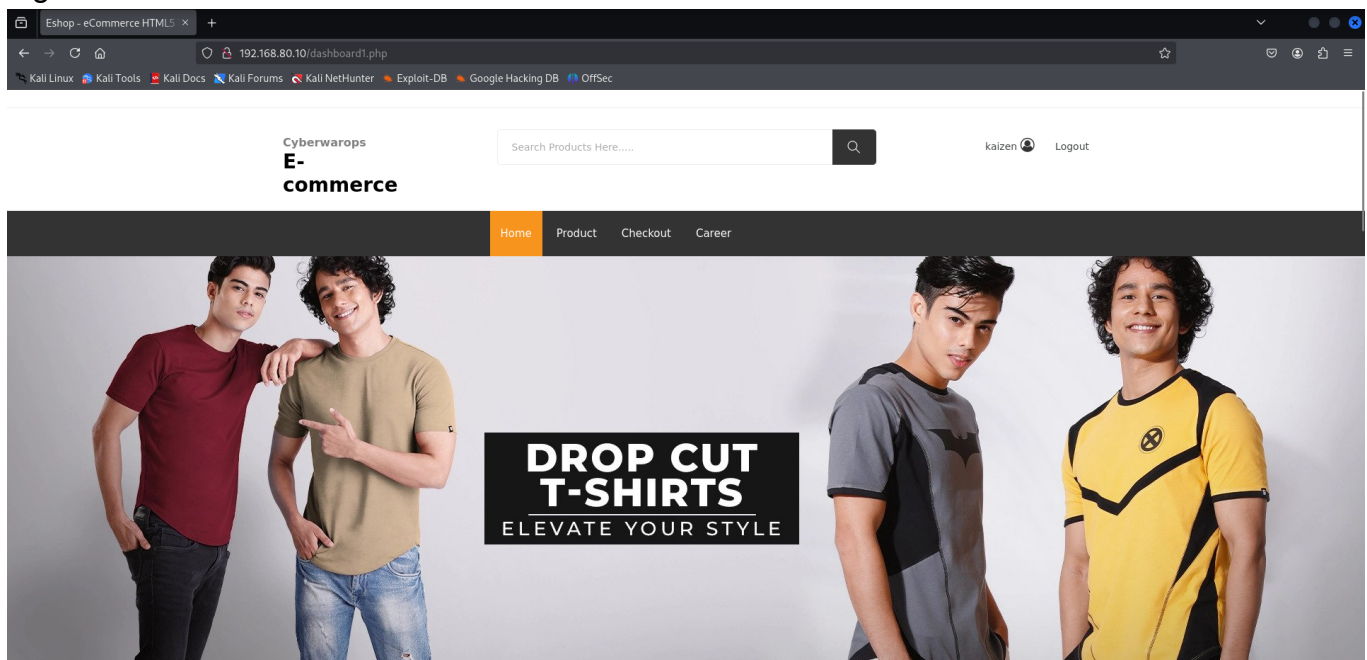 Eshop - eCommerce HTML5
192.168.80.10/dashboard1.php
Kali Linux Kali Tools Kali Docs Kali Forums Kali NetHunter Exploit-DB Google Hacking DB OffSec
Cyberwarops
E-
commerce
Search Products Here.....
kaizen Logout
Home Product Checkout Career
DROP CUT
T-SHIRTS
ELEVATE YOUR STYLE